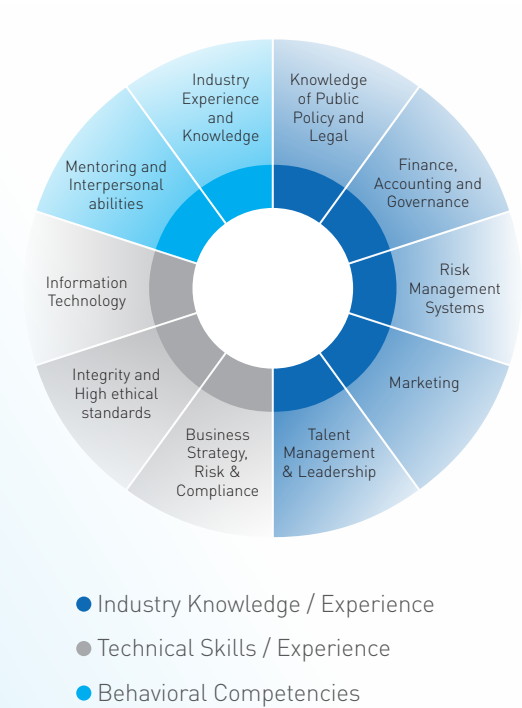 Industry
Experience
and
Knowledge
Knowledge
of Public
Policy and
Legal
Finance,
Accounting and
Governance
Risk
Management
Systems
Marketing
Talent
Management
& Leadership
Business
Strategy,
Risk &
Compliance
Integrity and
High ethical
standards
Information
Technology
Mentoring and
Interpersonal
abilities
Industry Knowledge / Experience
Technical Skills / Experience
Behavioral Competencies